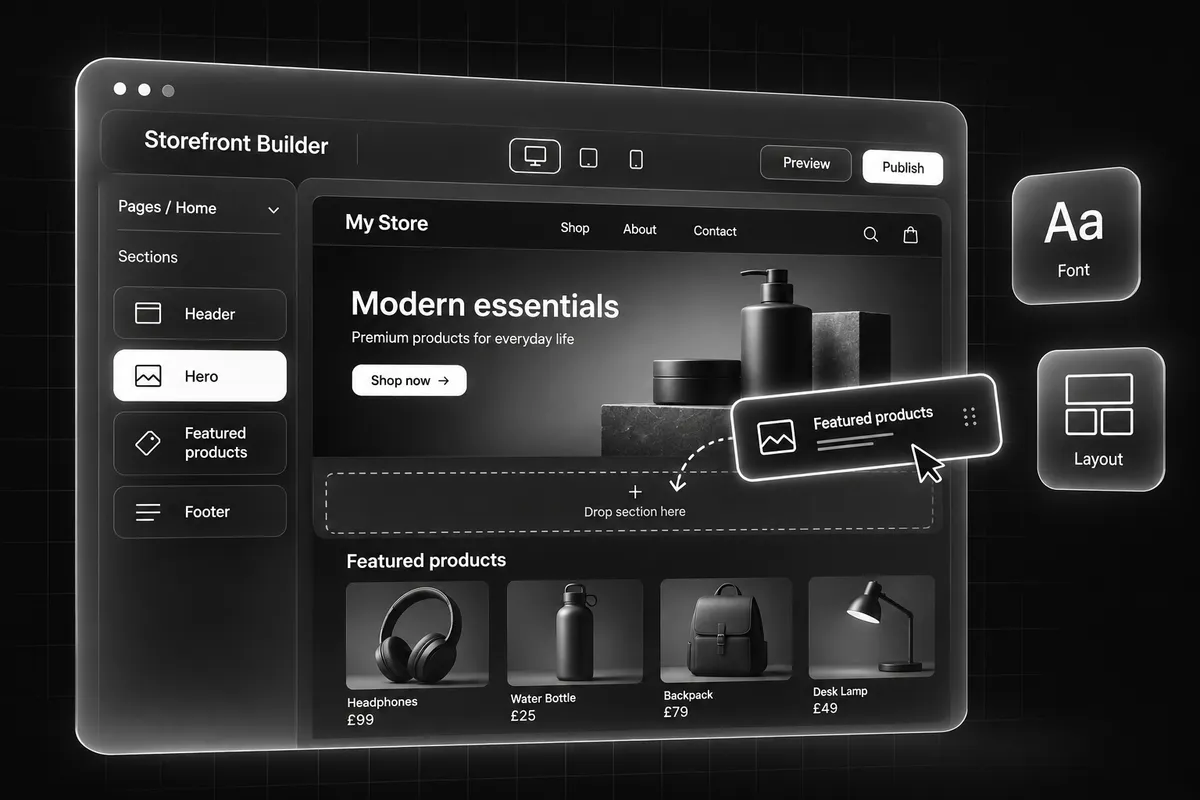 Storefront Builder
Preview
Publish
Pages / Home
Sections
Header
Hero
Featured
products
Footer
My Store
Shop
About
Contact
Modern essentials
Premium products for everyday life
Shop now →
Featured products
+
Drop section here
Featured products
Headphones
£99
Water Bottle
£25
Backpack
£79
Desk Lamp
£49
Aa
Font
Layout